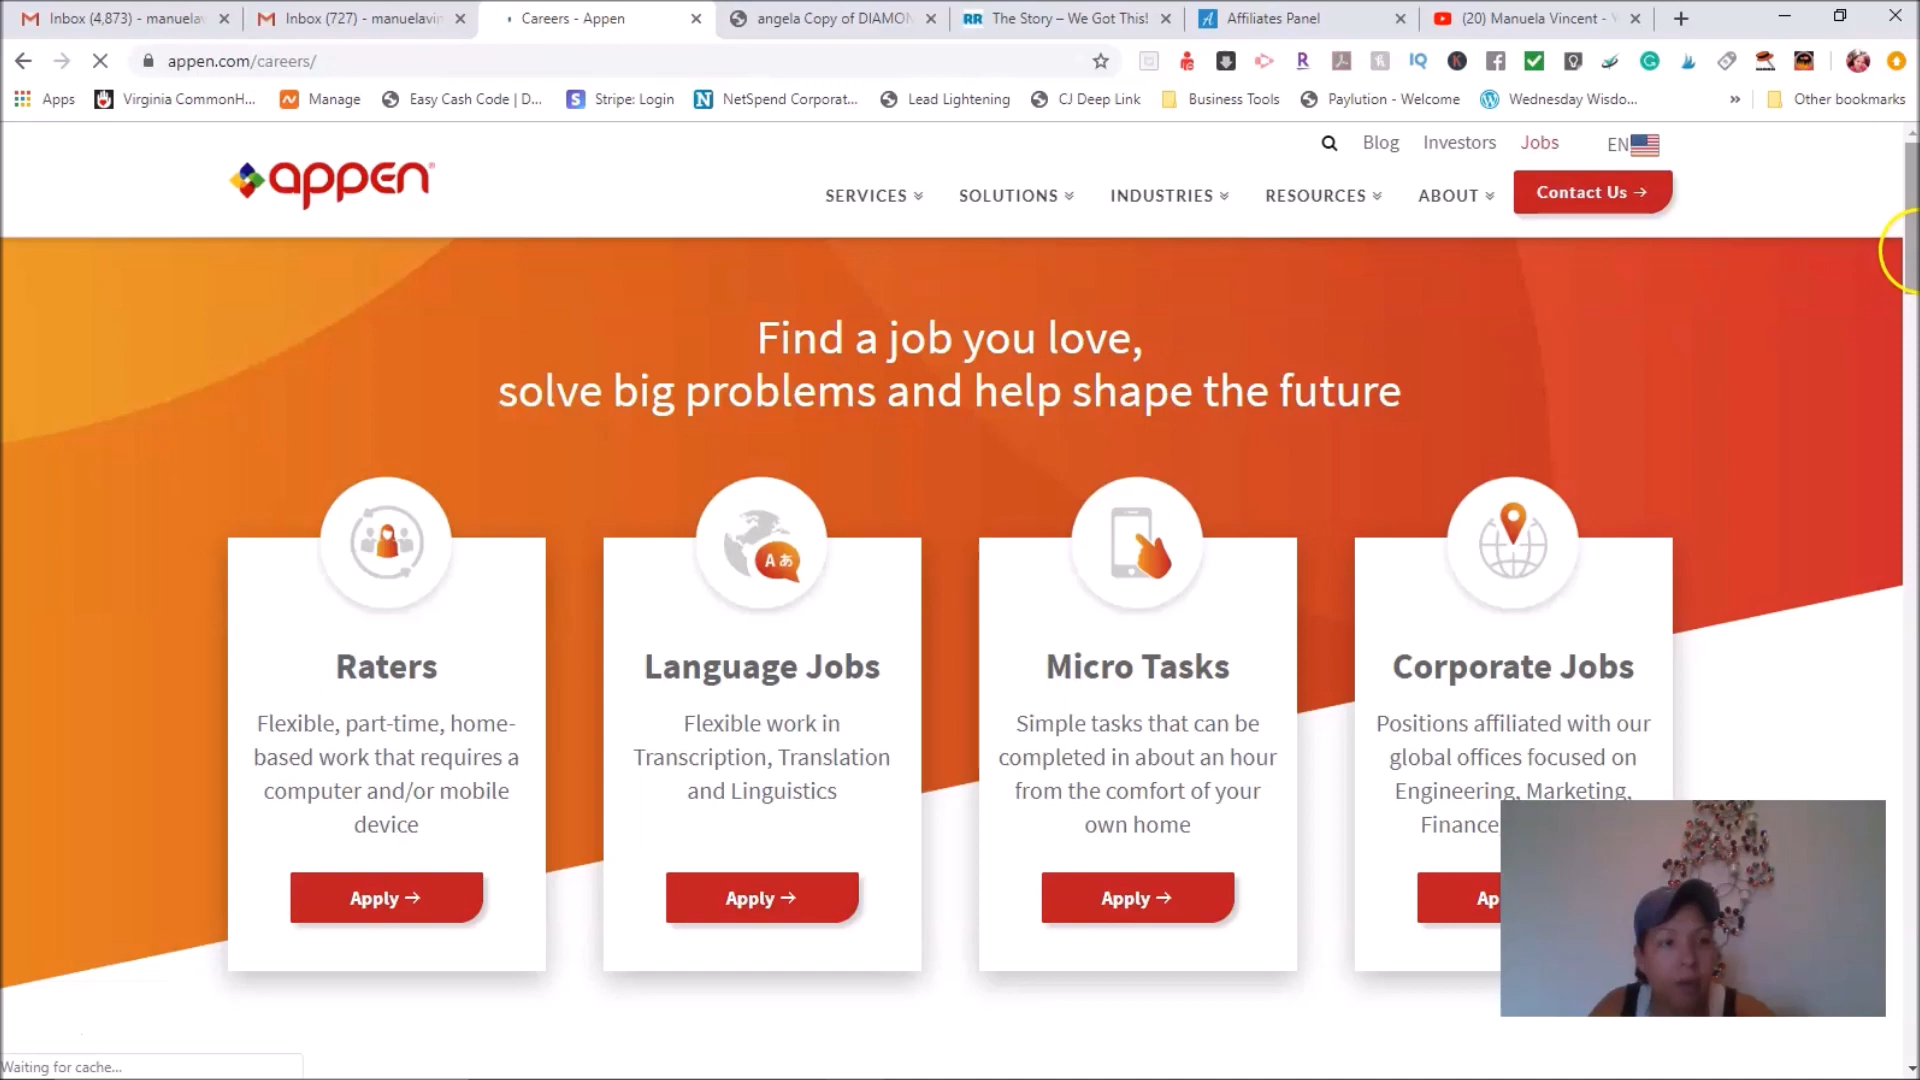 Inbox (4,873) - manuelav
Inbox (727) - manuelavin
Careers - Appen
angela Copy of DIAMON
RR The Story – We Got This!
Affiliates Panel
(20) Manuela Vincent -
appen.com/careers/
Apps
Virginia CommonH...
Manage
Easy Cash Code | D...
Stripe: Login
NetSpend Corporat...
Lead Lightening
CJ Deep Link
Business Tools
Paylution - Welcome
Wednesday Wisdo...
»
Other bookmarks
Blog
Investors
Jobs
EN
appen
SERVICES
SOLUTIONS
INDUSTRIES
RESOURCES
ABOUT
Contact Us →
Find a job you love,
solve big problems and help shape the future
Raters
Flexible, part-time, home-
based work that requires a
computer and/or mobile
device
Apply →
Language Jobs
Flexible work in
Transcription, Translation
and Linguistics
Apply →
Micro Tasks
Simple tasks that can be
completed in about an hour
from the comfort of your
own home
Apply →
Corporate Jobs
Positions affiliated with our
global offices focused on
Engineering, Marketing,
Finance,
Ap
Waiting for cache...